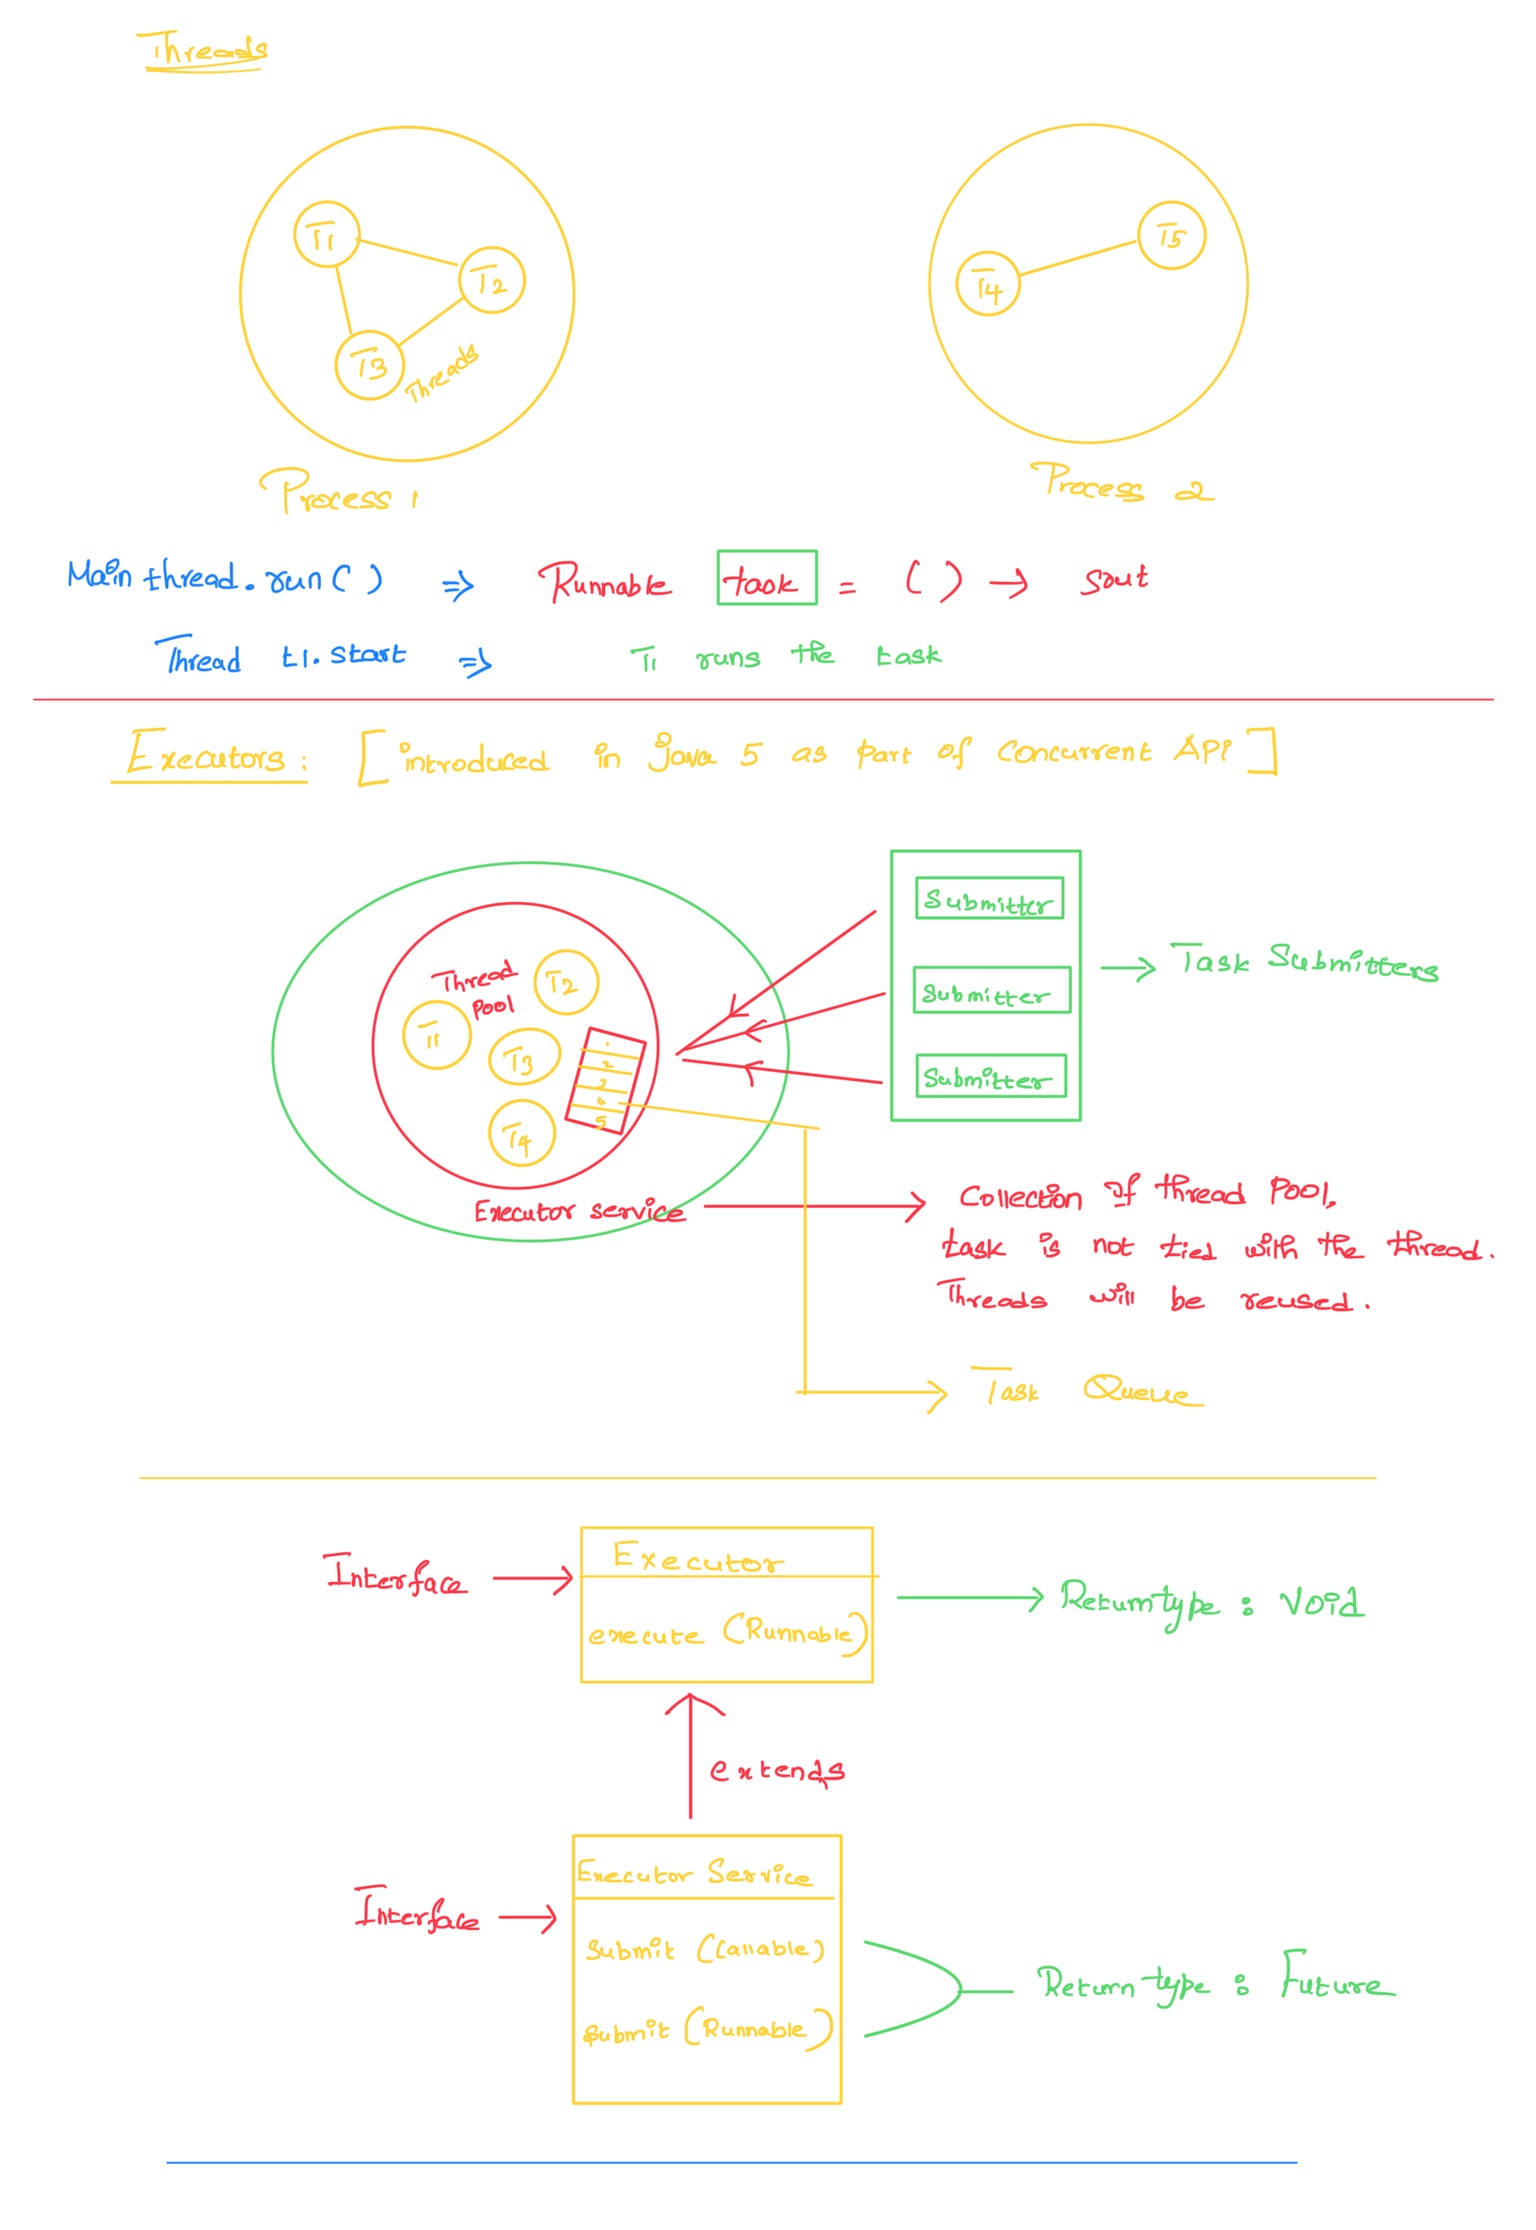 Threads
T1
T2
T3
Threads
Process 1
T4
T5
Process 2
Main thread.run() => Runnable task = () → sout
Thread t1.start => T1 runs the task
Executors: [introduced in Java 5 as part of concurrent API]
Thread
Pool
T1
T2
T3
T4
1
2
3
4
5
Executor service
Submitter
Submitter
Submitter
→ Task Submitters
→ Collection of thread Pool,
task is not tied with the thread.
Threads will be reused.
→ Task Queue
Interface → Executor
execute (Runnable)
→ Return type : void
extends
Interface → Executor Service
Submit (Callable)
Submit (Runnable)
Return type : Future